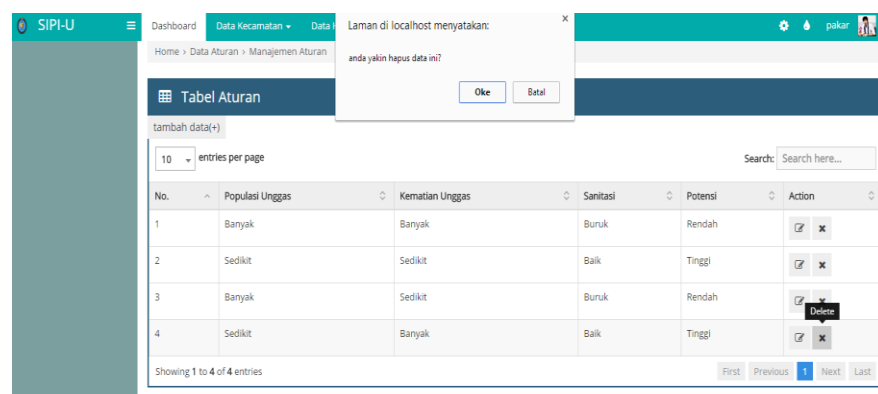 SIPI-U
Dashboard Data Kecamatan Data H pakar
Laman di localhost menyatakan: x
anda yakin hapus data ini?
Oke Batal
Home > Data Aturan > Manajemen Aturan
Tabel Aturan
tambah data(+)
10 entries per page Search: Search here...
No. Populasi Unggas Kematian Unggas Sanitasi Potensi Action
1 Banyak Banyak Buruk Rendah
2 Sedikit Sedikit Baik Tinggi
3 Banyak Sedikit Buruk Rendah
Delete
4 Sedikit Banyak Baik Tinggi
Showing 1 to 4 of 4 entries First Previous 1 Next Last